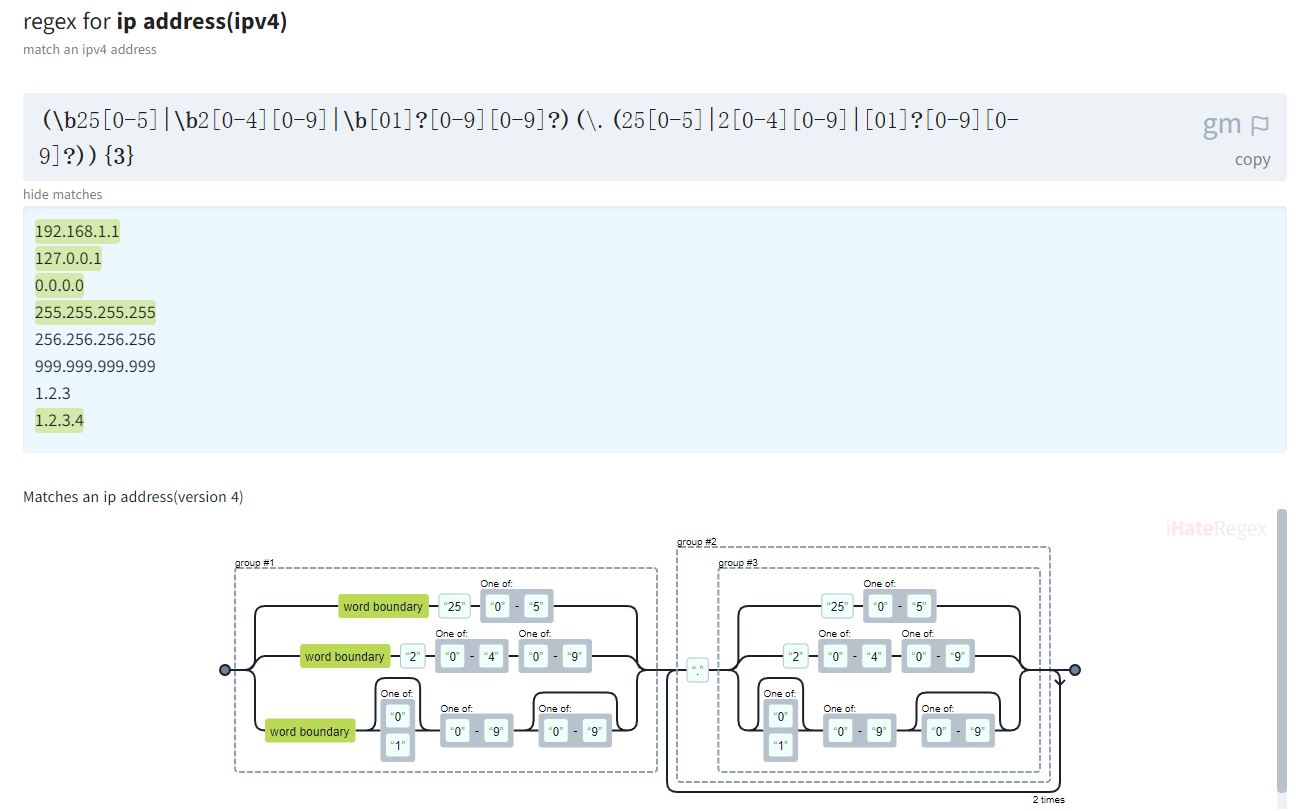 regex for ip address(ipv4)
match an ipv4 address
(\b25[0-5]|\b2[0-4][0-9]|\b[01]?[0-9][0-9]?)(\.(25[0-5]|2[0-4][0-9]|[01]?[0-9][0-
9]?)){3}
gm
copy
hide matches
192.168.1.1
127.0.0.1
0.0.0.0
255.255.255.255
256.256.256.256
999.999.999.999
1.2.3
1.2.3.4
Matches an ip address(version 4)
iHateRegex
group #1
word boundary
“25”
One of:
“0” - “5”
word boundary
“2”
One of:
“0” - “4”
One of:
“0” - “9”
word boundary
One of:
“0”
“1”
One of:
“0” - “9”
One of:
“0” - “9”
“.”
group #2
group #3
“25”
One of:
“0” - “5”
“2”
One of:
“0” - “4”
One of:
“0” - “9”
One of:
“0”
“1”
One of:
“0” - “9”
One of:
“0” - “9”
2 times